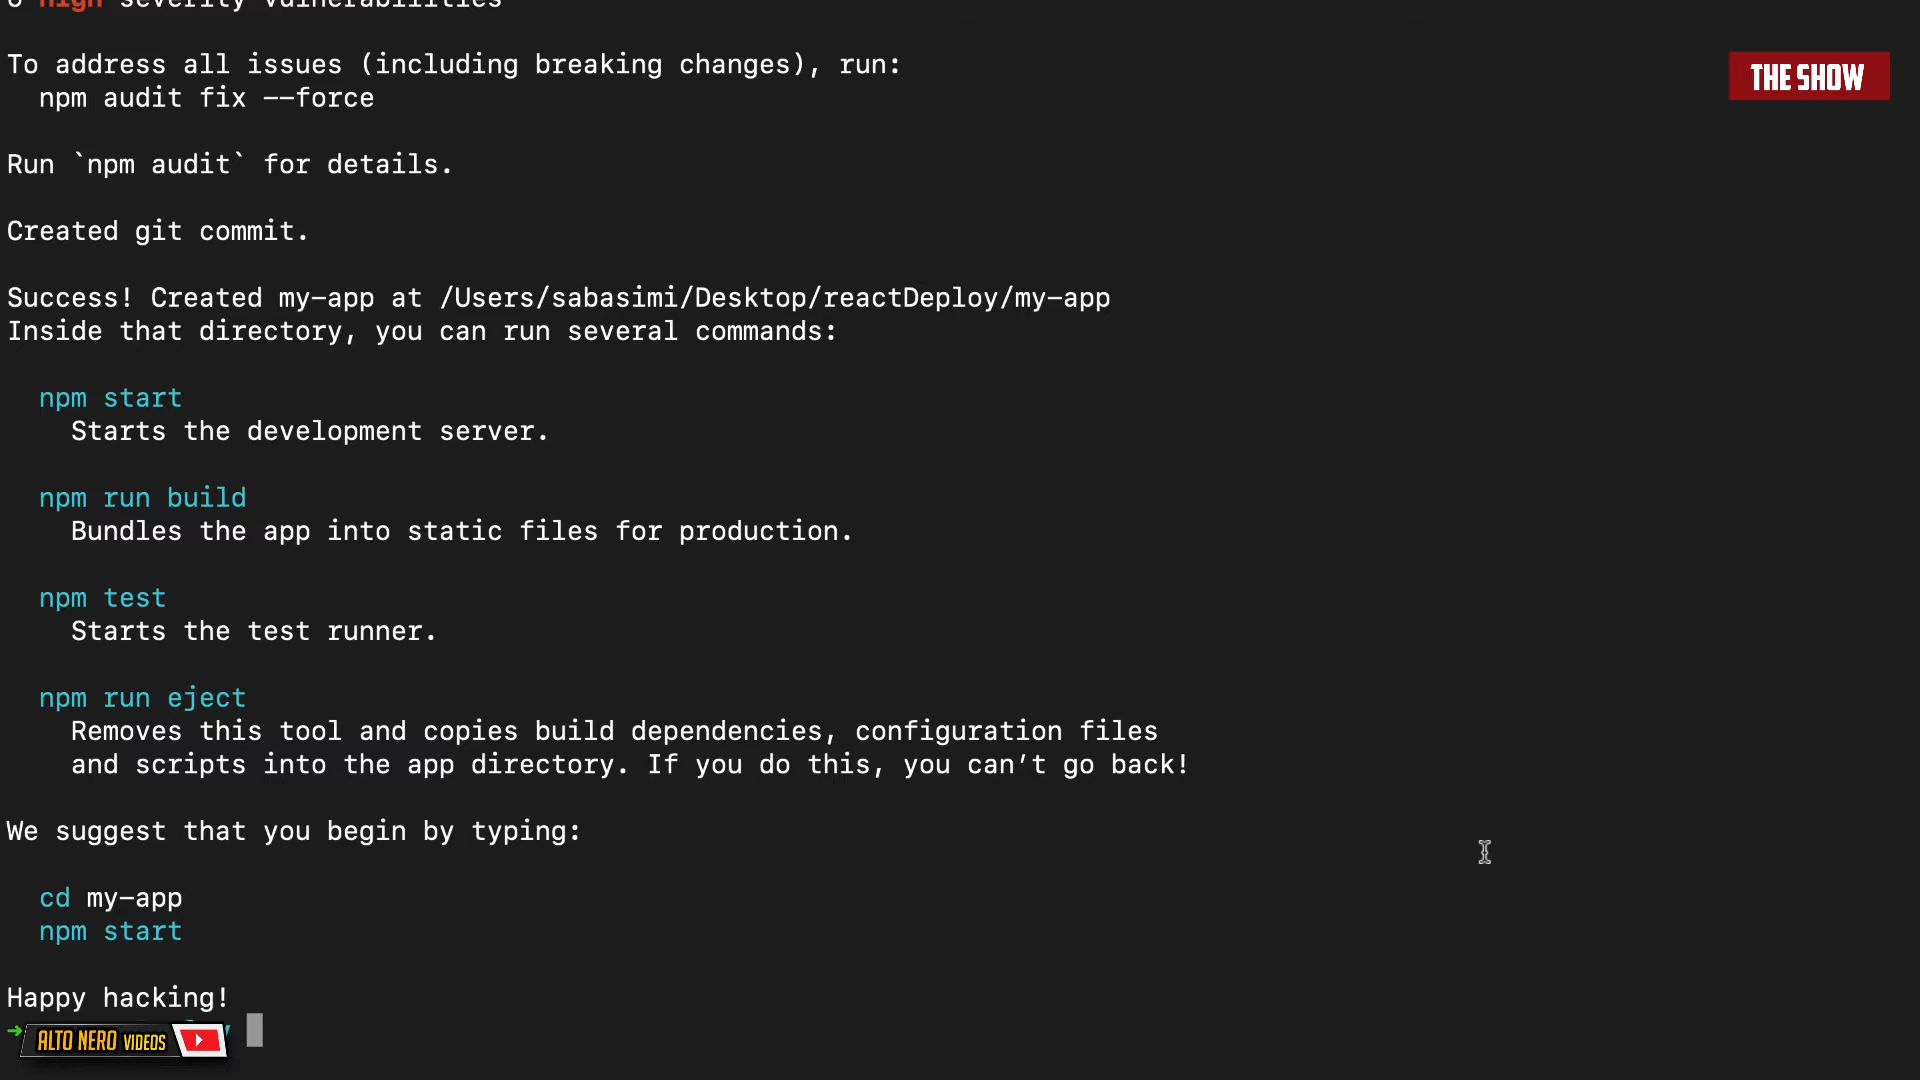 high severity vulnerabilities
To address all issues (including breaking changes), run:
npm audit fix --force
THE SHOW
Run `npm audit` for details.
Created git commit.
Success! Created my-app at /Users/sabasimi/Desktop/reactDeploy/my-app
Inside that directory, you can run several commands:
npm start
Starts the development server.
npm run build
Bundles the app into static files for production.
npm test
Starts the test runner.
npm run eject
Removes this tool and copies build dependencies, configuration files
and scripts into the app directory. If you do this, you can’t go back!
We suggest that you begin by typing:
cd my-app
npm start
Happy hacking!
ALTO NERO VIDEOS